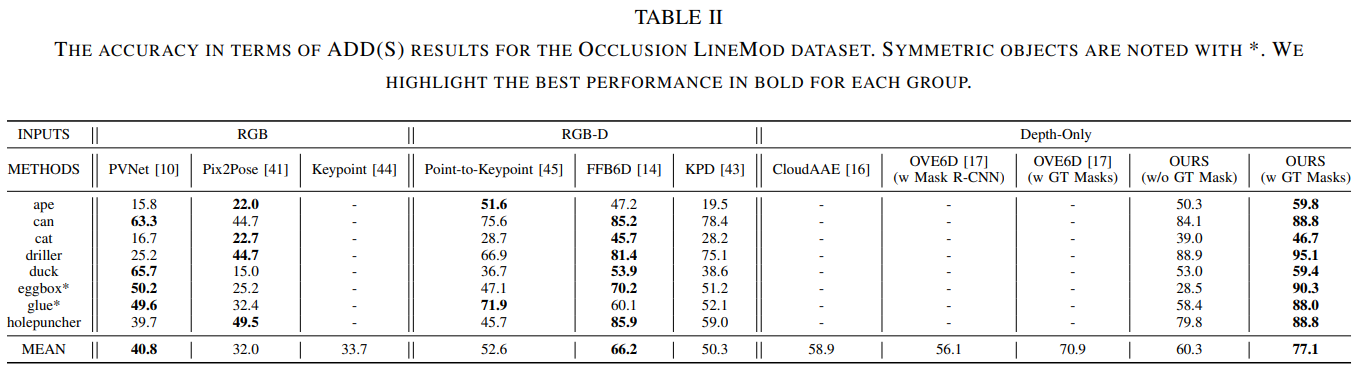 TABLE II
THE ACCURACY IN TERMS OF ADD(S) RESULTS FOR THE OCCLUSION LINEMOD DATASET. SYMMETRIC OBJECTS ARE NOTED WITH *. WE
HIGHLIGHT THE BEST PERFORMANCE IN BOLD FOR EACH GROUP.
INPUTS RGB RGB-D Depth-Only
METHODS PVNet [10] Pix2Pose [41] Keypoint [44] Point-to-Keypoint [45] FFB6D [14] KPD [43] CloudAAE [16] OVE6D [17] (w Mask R-CNN) OVE6D [17] (w GT Masks) OURS (w/o GT Mask) OURS (w GT Masks)
ape 15.8 22.0 - 51.6 47.2 19.5 - - - 50.3 59.8
can 63.3 44.7 - 75.6 85.2 78.4 - - - 84.1 88.8
cat 16.7 22.7 - 28.7 45.7 28.2 - - - 39.0 46.7
driller 25.2 44.7 - 66.9 81.4 75.1 - - - 88.9 95.1
duck 65.7 15.0 - 36.7 53.9 38.6 - - - 53.0 59.4
eggbox* 50.2 25.2 - 47.1 70.2 51.2 - - - 28.5 90.3
glue* 49.6 32.4 - 71.9 60.1 52.1 - - - 58.4 88.0
holepuncher 39.7 49.5 - 45.7 85.9 59.0 - - - 79.8 88.8
MEAN 40.8 32.0 33.7 52.6 66.2 50.3 58.9 56.1 70.9 60.3 77.1